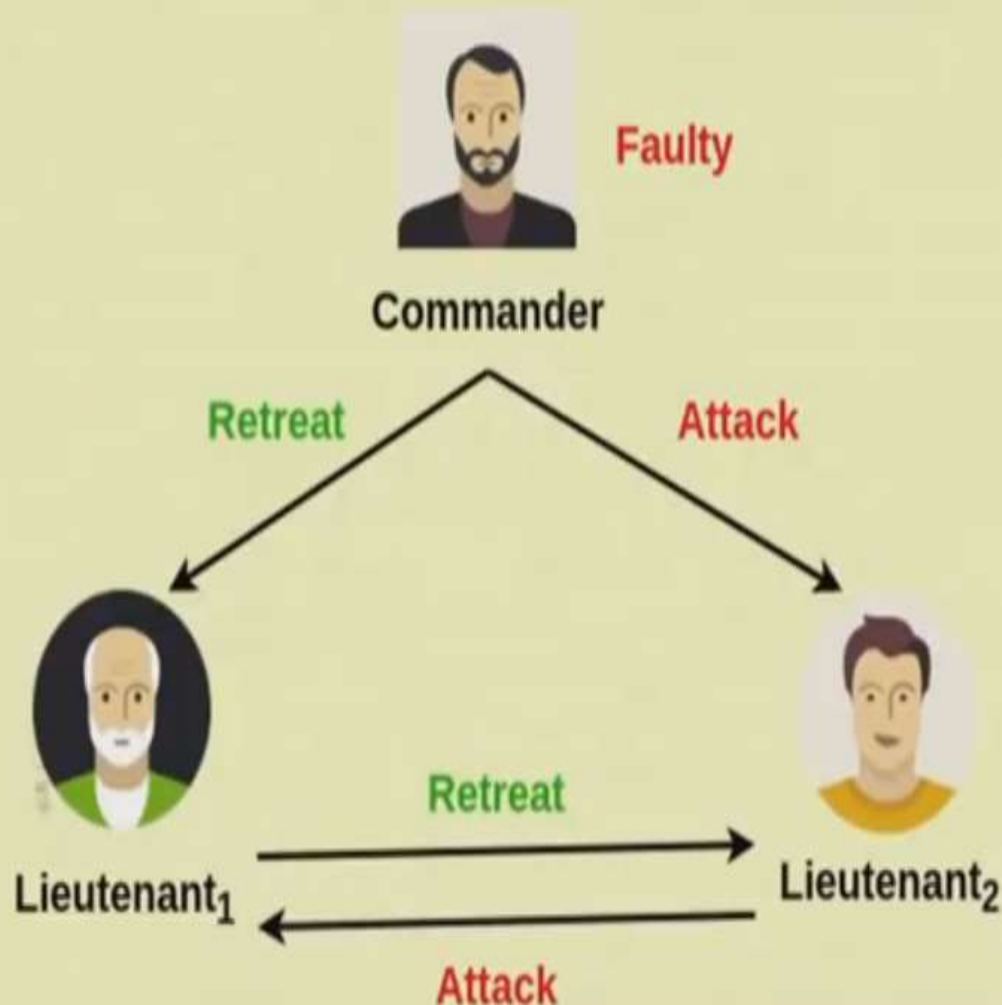 Faulty
Commander
Retreat
Attack
Retreat
Lieutenant₁
Lieutenant₂
Attack